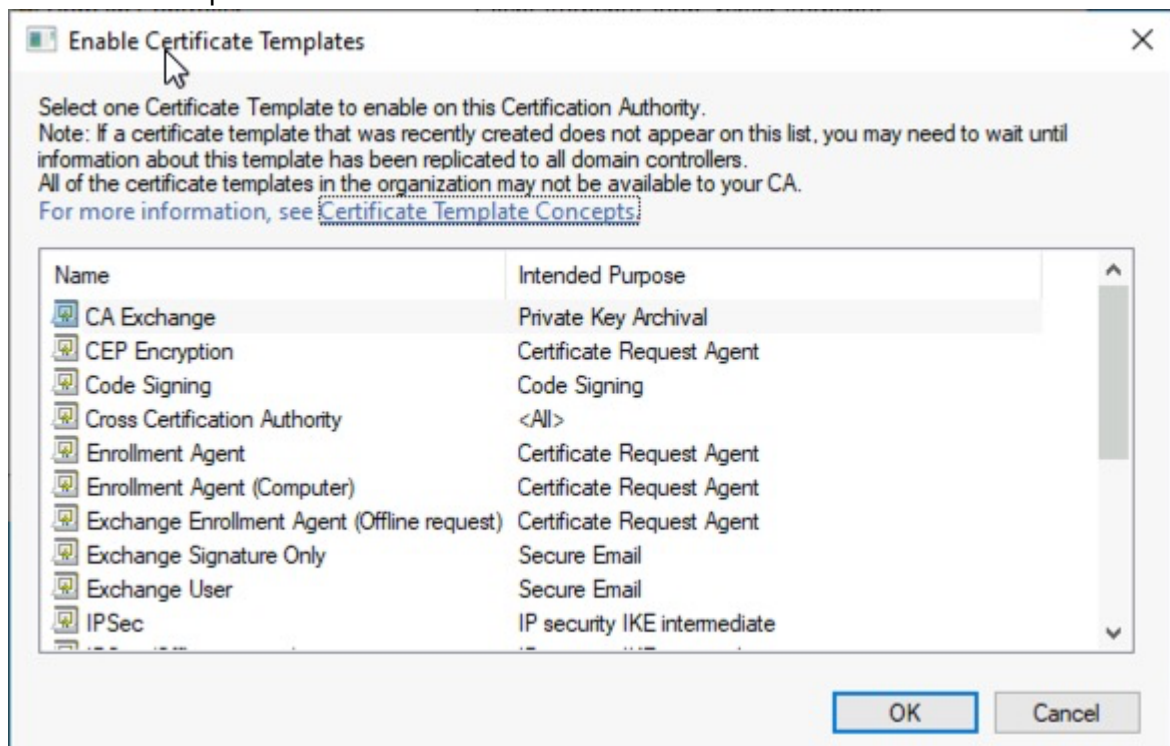 Enable Certificate Templates
Select one Certificate Template to enable on this Certification Authority.
Note: If a certificate template that was recently created does not appear on this list, you may need to wait until
information about this template has been replicated to all domain controllers.
All of the certificate templates in the organization may not be available to your CA.
For more information, see Certificate Template Concepts.
Name Intended Purpose
CA Exchange Private Key Archival
CEP Encryption Certificate Request Agent
Code Signing Code Signing
Cross Certification Authority <All>
Enrollment Agent Certificate Request Agent
Enrollment Agent (Computer) Certificate Request Agent
Exchange Enrollment Agent (Offline request) Certificate Request Agent
Exchange Signature Only Secure Email
Exchange User Secure Email
IPSec IP security IKE intermediate
OK Cancel